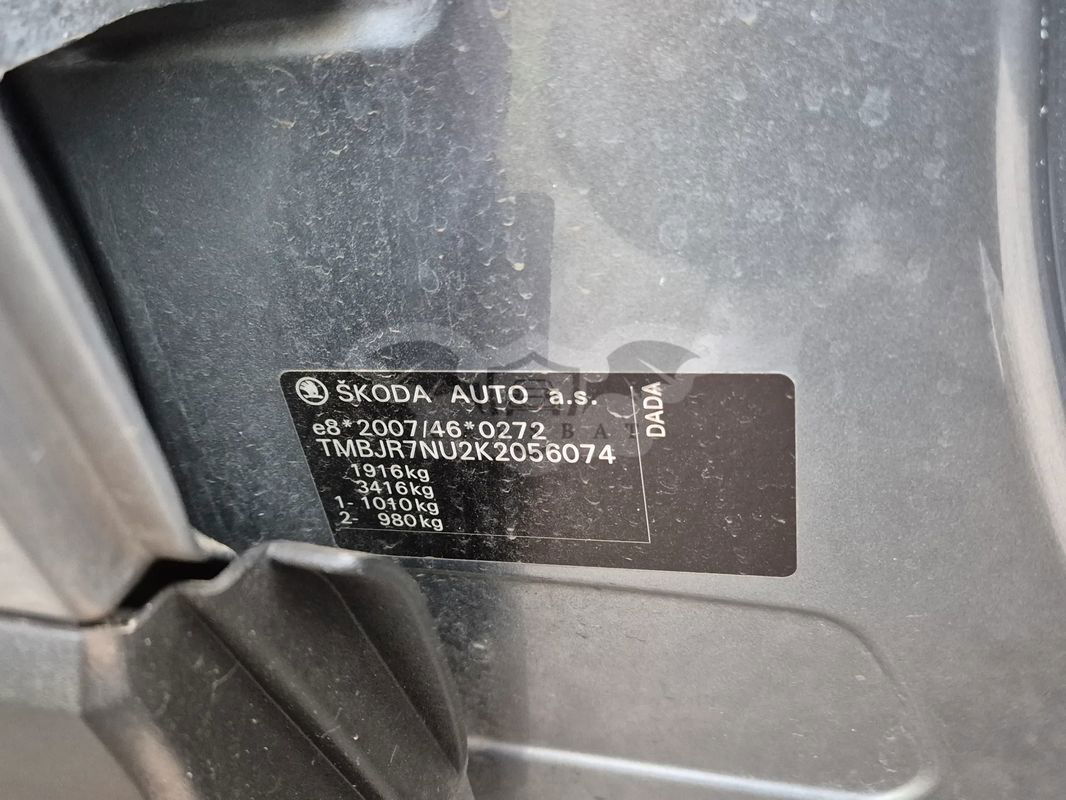 ŠKODA AUTO a.s.
e8*2007/46*0272
TMBJR7NU2K2056074
1916kg
3416kg
1- 1010kg
2- 980kg
DADA